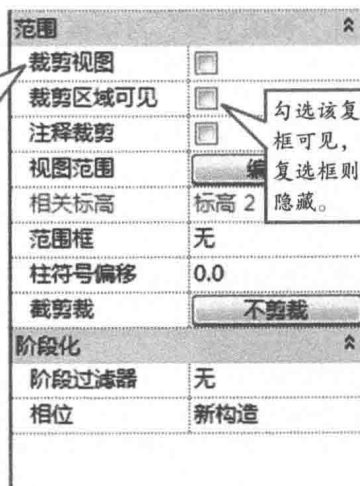 范围
裁剪视图
裁剪区域可见
注释裁剪
视图范围
相关标高 标高 2
范围框 无
柱符号偏移 0.0
截剪裁 不剪裁
阶段化
阶段过滤器 无
相位 新构造
勾选该复
框可见，
复选框则
隐藏。